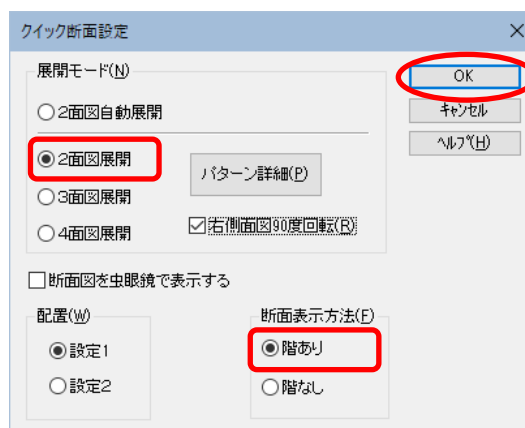 クイック断面設定
展開モード(N)
2面図自動展開
2面図展開
3面図展開
4面図展開
パターン詳細(P)
右側面図90度回転(R)
OK
キャンセル
ヘルプ(H)
断面図を虫眼鏡で表示する
配置(W)
設定1
設定2
断面表示方法(F)
階あり
階なし